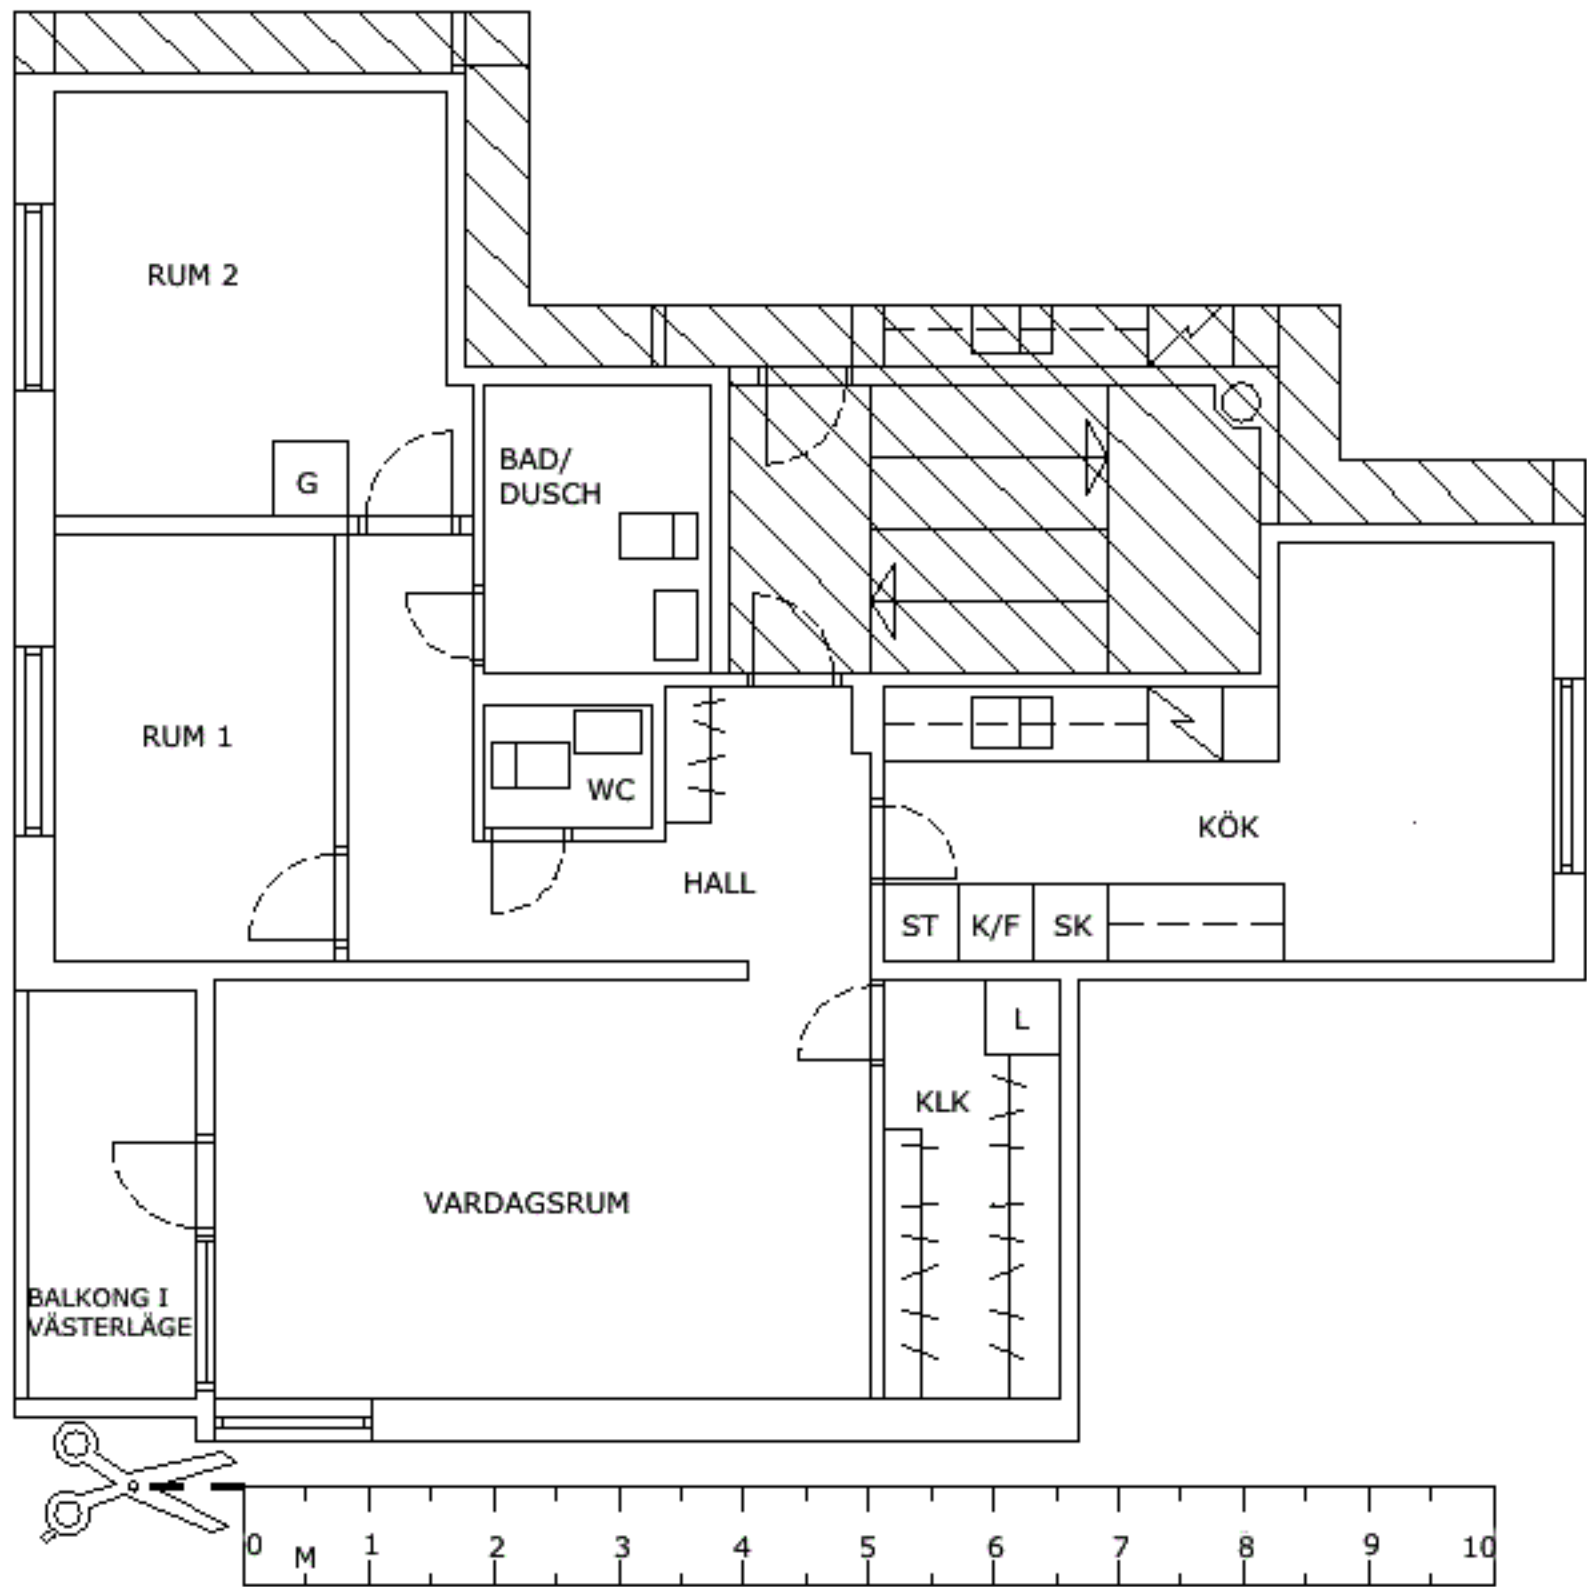 RUM 2
G
BAD/
DUSCH
RUM 1
WC
HALL
KÖK
ST K/F SK
L
KLK
VARDAGSRUM
BALKONG I
VÄSTERLÄGE
0 M 1 2 3 4 5 6 7 8 9 10